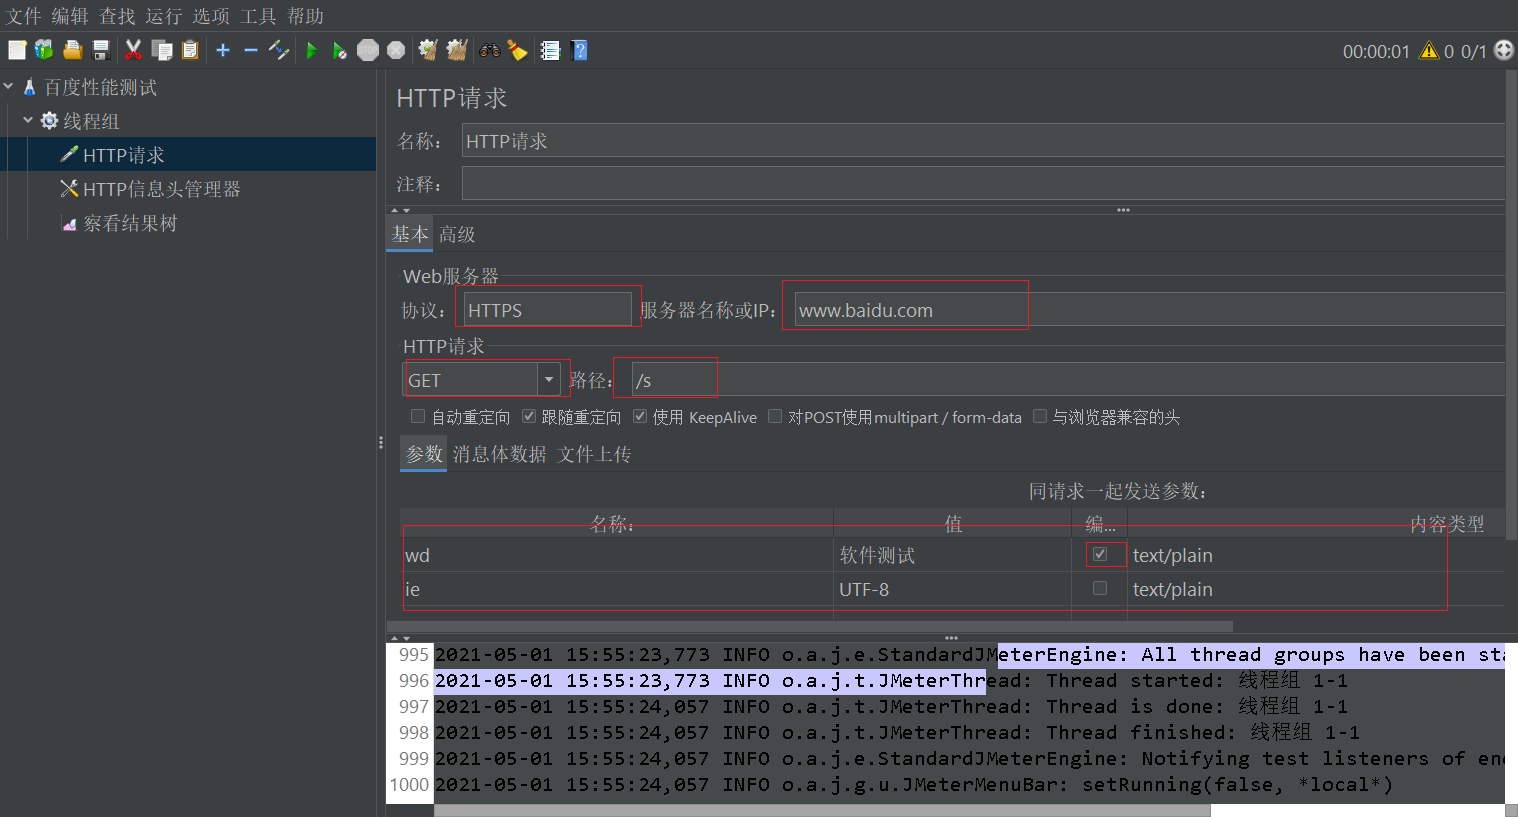 文件 编辑 查找 运行 选项 工具 帮助
00:00:01 0 0/1
百度性能测试
线程组
HTTP请求
HTTP信息头管理器
察看结果树
HTTP请求
名称: HTTP请求
注释:
基本 高级
Web服务器
协议: HTTPS 服务器名称或IP: www.baidu.com
HTTP请求
GET 路径: /s
自动重定向 跟随重定向 使用 KeepAlive 对POST使用multipart / form-data 与浏览器兼容的头
参数 消息体数据 文件上传
同请求一起发送参数:
名称: 值 编... 内容类型
wd 软件测试 text/plain
ie UTF-8 text/plain
995 2021-05-01 15:55:23,773 INFO o.a.j.e.StandardJMeterEngine: All thread groups have been sta
996 2021-05-01 15:55:23,773 INFO o.a.j.t.JMeterThread: Thread started: 线程组 1-1
997 2021-05-01 15:55:24,057 INFO o.a.j.t.JMeterThread: Thread is done: 线程组 1-1
998 2021-05-01 15:55:24,057 INFO o.a.j.t.JMeterThread: Thread finished: 线程组 1-1
999 2021-05-01 15:55:24,057 INFO o.a.j.e.StandardJMeterEngine: Notifying test listeners of en
1000 2021-05-01 15:55:24,057 INFO o.a.j.g.u.JMeterMenuBar: setRunning(false, *local*)